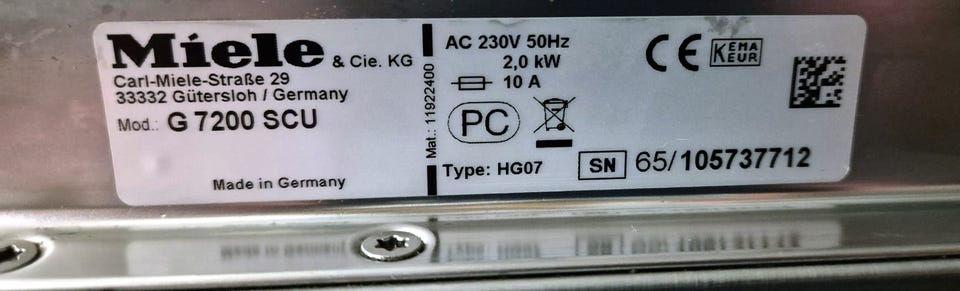 Miele & Cie. KG
Carl-Miele-Straße 29
33332 Gütersloh / Germany
Mod.: G 7200 SCU
Made in Germany
Mat.: 11922400
AC 230V 50Hz
2,0 kW
10 A
PC
Type: HG07
CE
KEMA
KEUR
SN 65/105737712